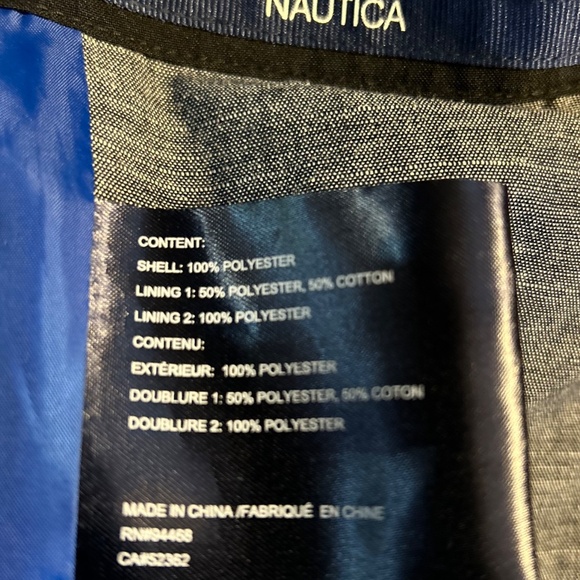 NAUTICA
CONTENT:
SHELL: 100% POLYESTER
LINING 1: 50% POLYESTER, 50% COTTON
LINING 2: 100% POLYESTER
CONTENU:
EXTÉRIEUR: 100% POLYESTER
DOUBLURE 1: 50% POLYESTER, 50% COTON
DOUBLURE 2: 100% POLYESTER
MADE IN CHINA /FABRIQUÉ EN CHINE
RN#94468
CA#52362